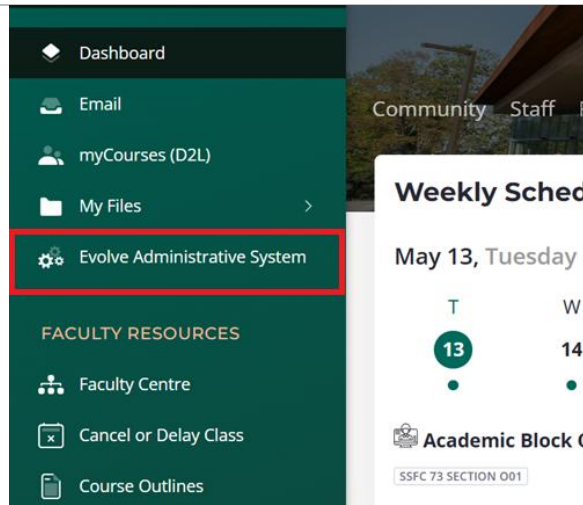 Dashboard
Email
myCourses (D2L)
My Files
Evolve Administrative System
FACULTY RESOURCES
Faculty Centre
Cancel or Delay Class
Course Outlines
Community Staff
Weekly Sched
May 13, Tuesday
T W
13 14
Academic Block
SSFC 73 SECTION O01